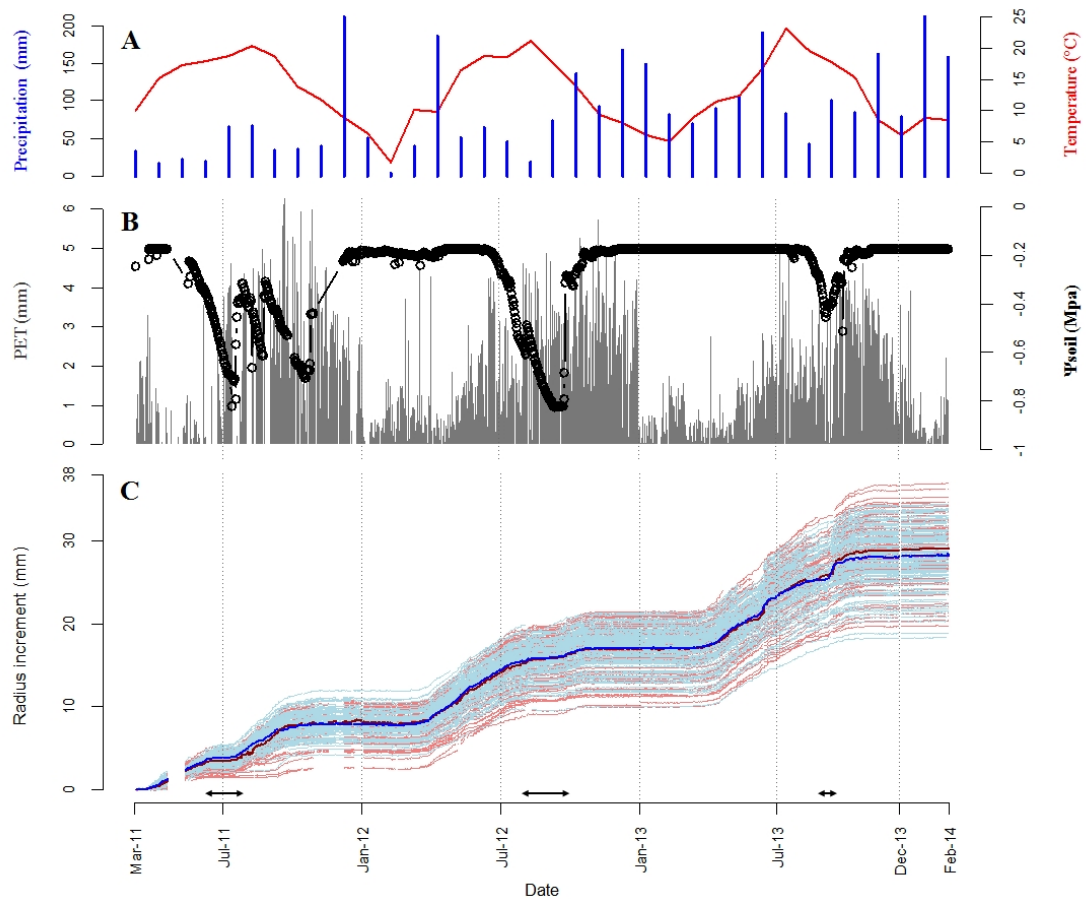 A
Precipitation (mm)
200
150
100
50
0
25
20
15
10
5
0
Temperature (°C)
B
PET (mm)
6
5
4
3
2
1
0
0
-0.2
-0.4
-0.6
-0.8
-1
Ψsoil (Mpa)
C
Radius increment (mm)
38
30
20
10
0
Mar-11
Jul-11
Jan-12
Jul-12
Jan-13
Jul-13
Dec-13
Feb-14
Date